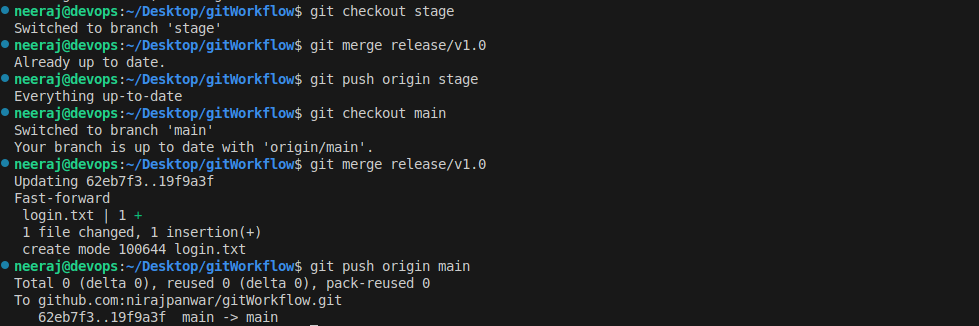 neeraj@devops:~/Desktop/gitWorkflow$ git checkout stage
Switched to branch 'stage'
neeraj@devops:~/Desktop/gitWorkflow$ git merge release/v1.0
Already up to date.
neeraj@devops:~/Desktop/gitWorkflow$ git push origin stage
Everything up-to-date
neeraj@devops:~/Desktop/gitWorkflow$ git checkout main
Switched to branch 'main'
Your branch is up to date with 'origin/main'.
neeraj@devops:~/Desktop/gitWorkflow$ git merge release/v1.0
Updating 62eb7f3..19f9a3f
Fast-forward
 login.txt | 1 +
 1 file changed, 1 insertion(+)
 create mode 100644 login.txt
neeraj@devops:~/Desktop/gitWorkflow$ git push origin main
Total 0 (delta 0), reused 0 (delta 0), pack-reused 0
To github.com:nirajpanwar/gitWorkflow.git
   62eb7f3..19f9a3f  main -> main